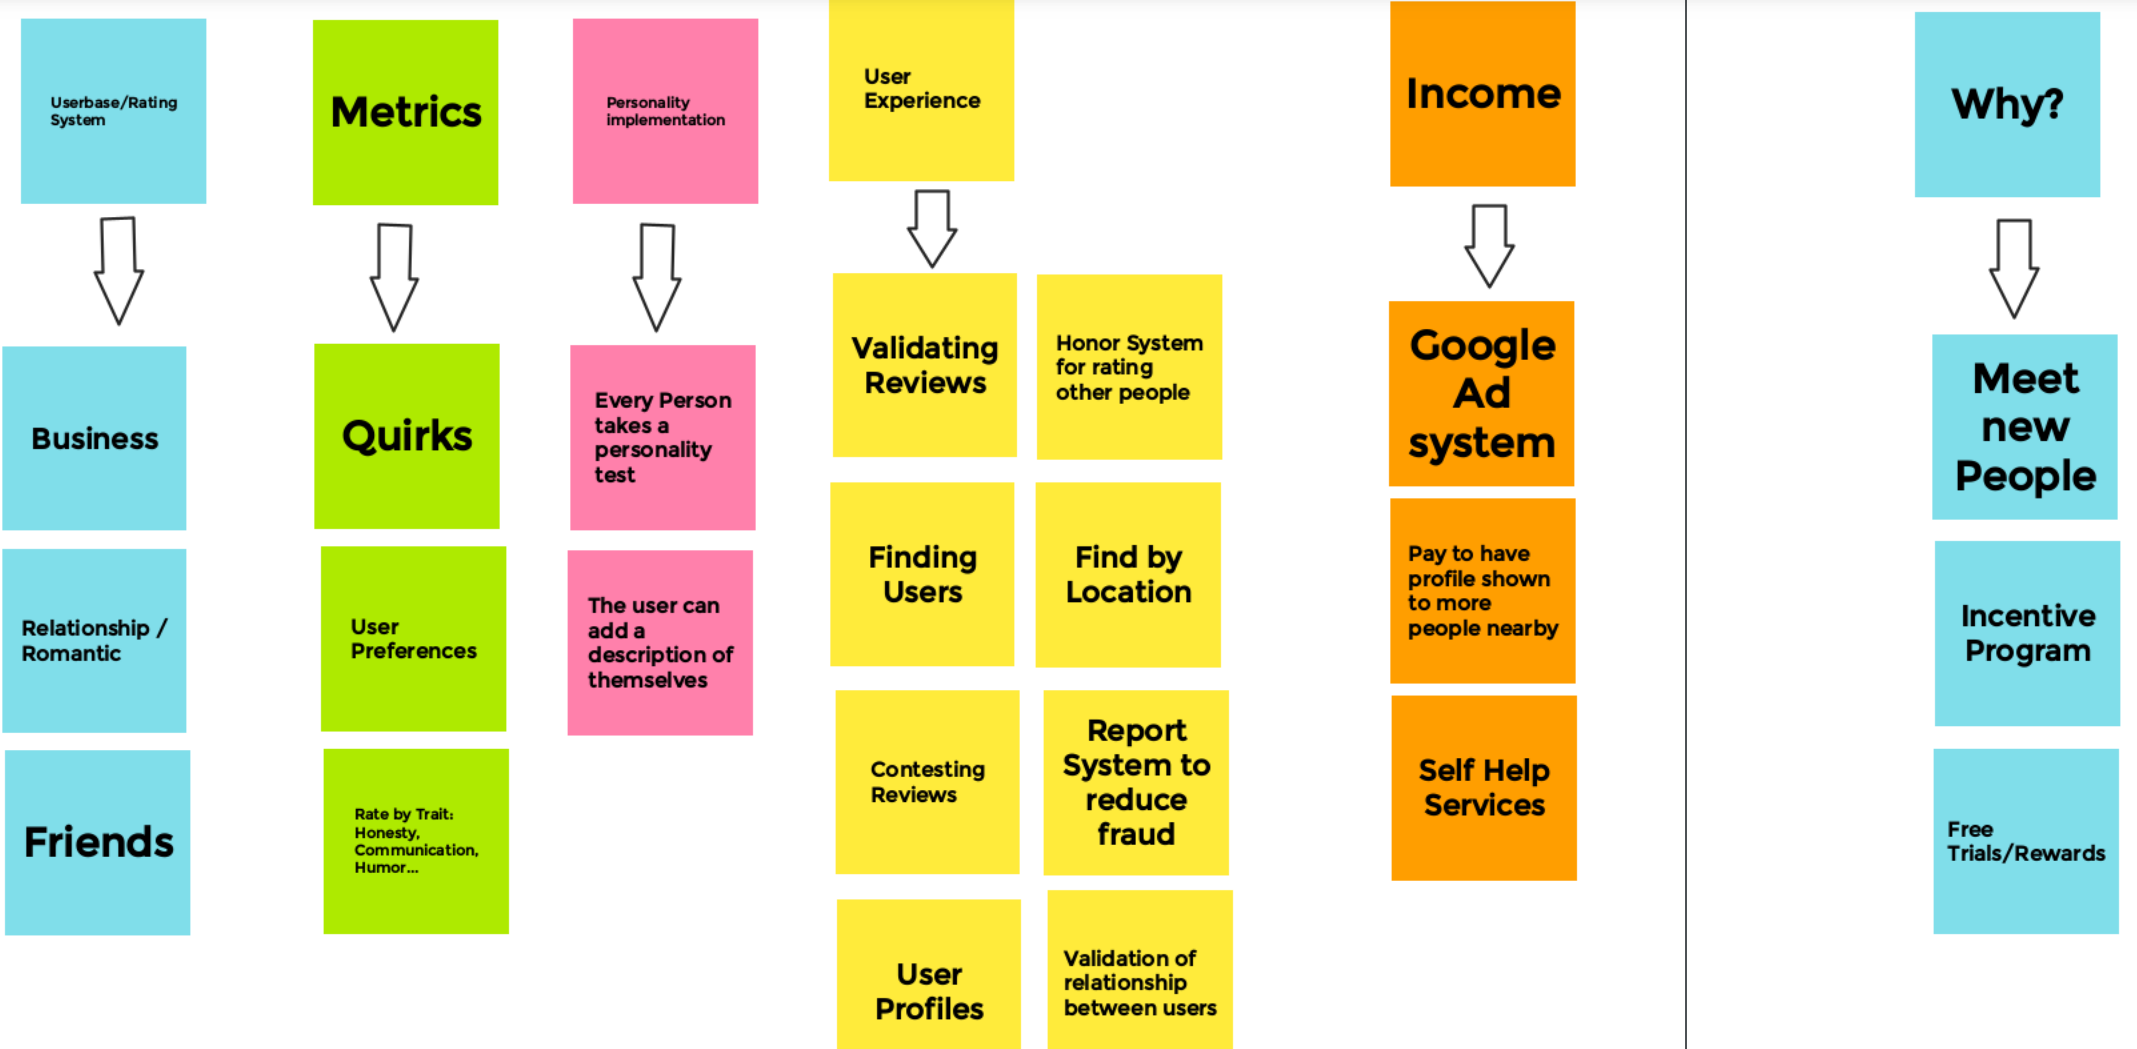 Userbase/Rating
System
Metrics
Personality
implementation
User
Experience
Income
Why?
Business
Relationship /
Romantic
Friends
Quirks
User
Preferences
Rate by Trait:
Honesty,
Communication,
Humor...
Every Person
takes a
personality
test
The user can
add a
description of
themselves
Validating
Reviews
Honor System
for rating
other people
Finding
Users
Find by
Location
Contesting
Reviews
Report
System to
reduce
fraud
User
Profiles
Validation of
relationship
between users
Google
Ad
system
Pay to have
profile shown
to more
people nearby
Self Help
Services
Meet
new
People
Incentive
Program
Free
Trials/Rewards